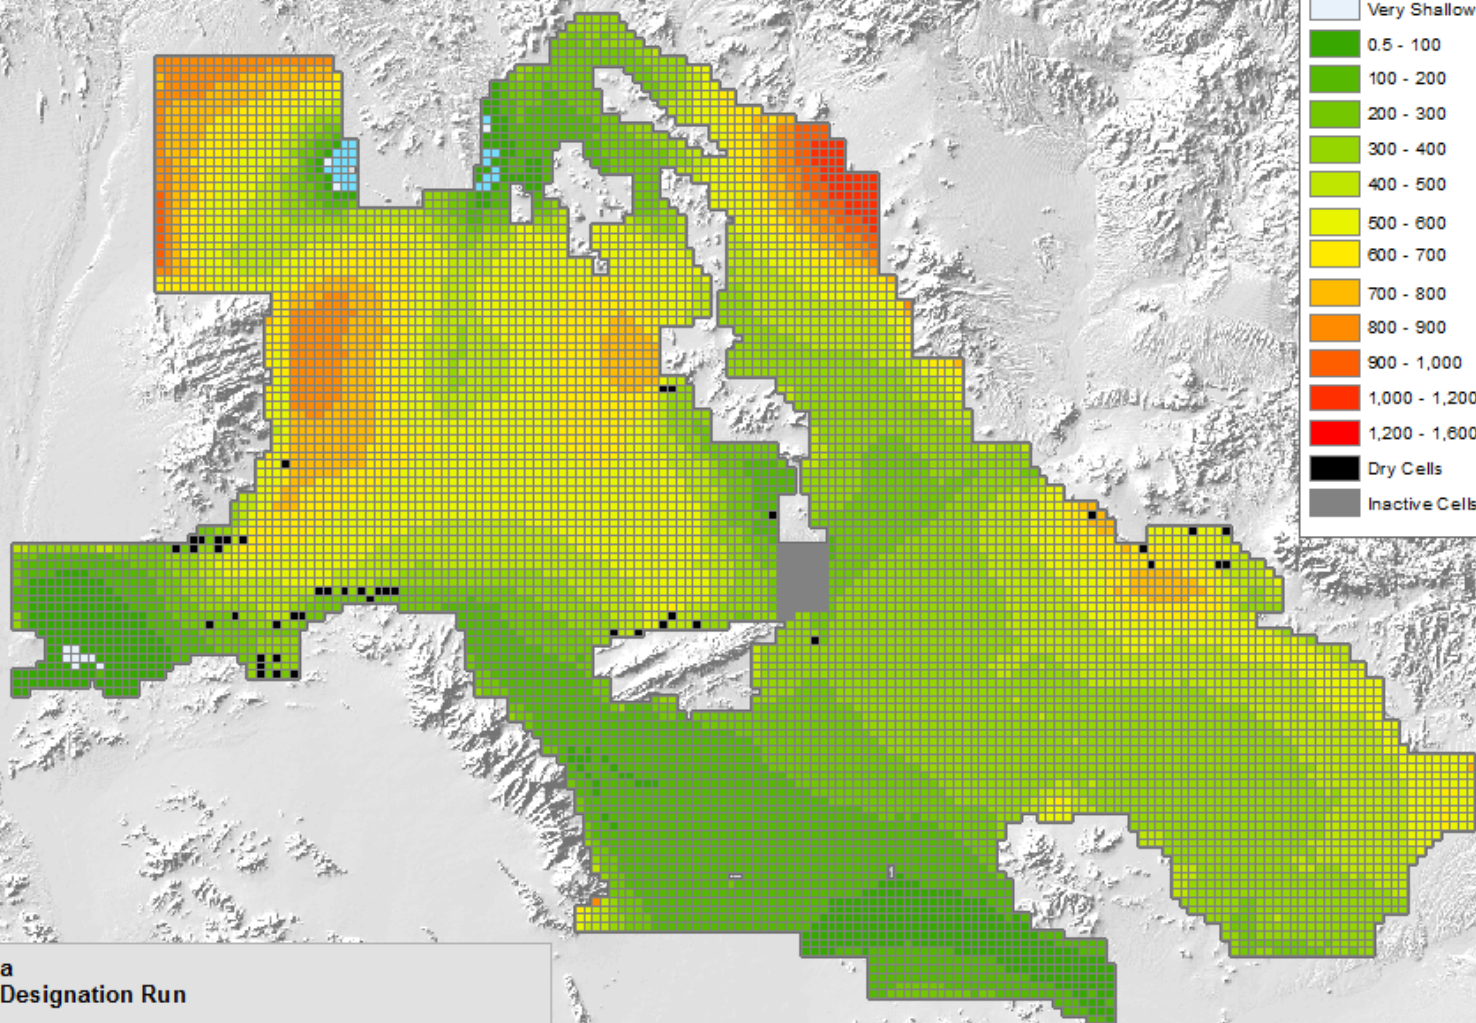 Very Shallow
0.5 - 100
100 - 200
200 - 300
300 - 400
400 - 500
500 - 600
600 - 700
700 - 800
800 - 900
900 - 1,000
1,000 - 1,200
1,200 - 1,600
Dry Cells
Inactive Cells
a
Designation Run